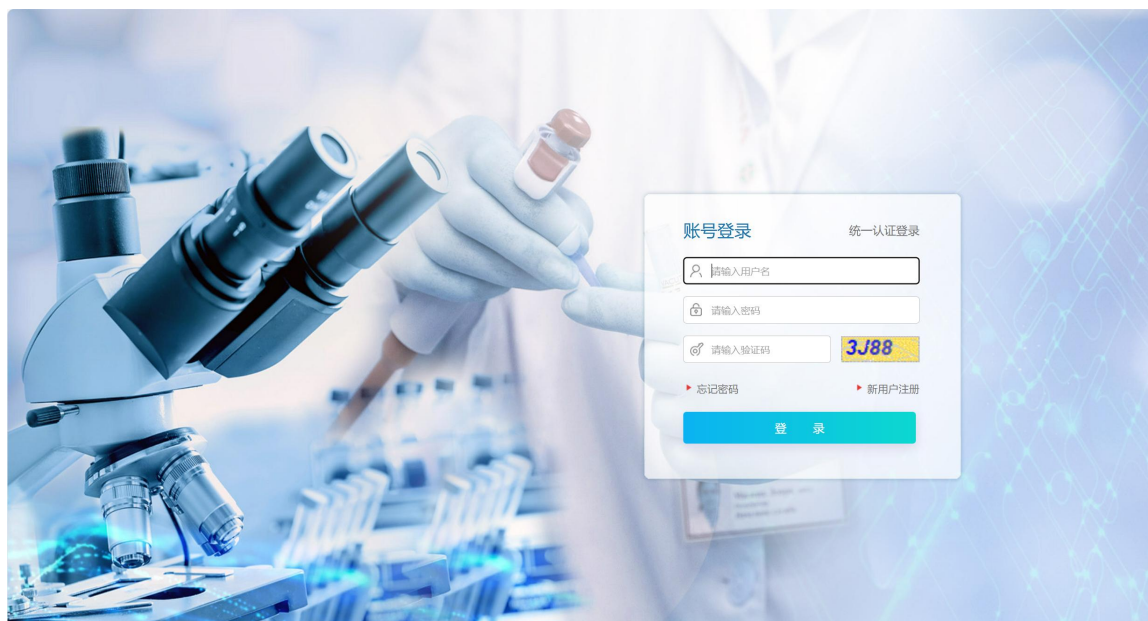 账号登录 统一认证登录
请输入用户名
请输入密码
请输入验证码 3J88
忘记密码 新用户注册
登 录